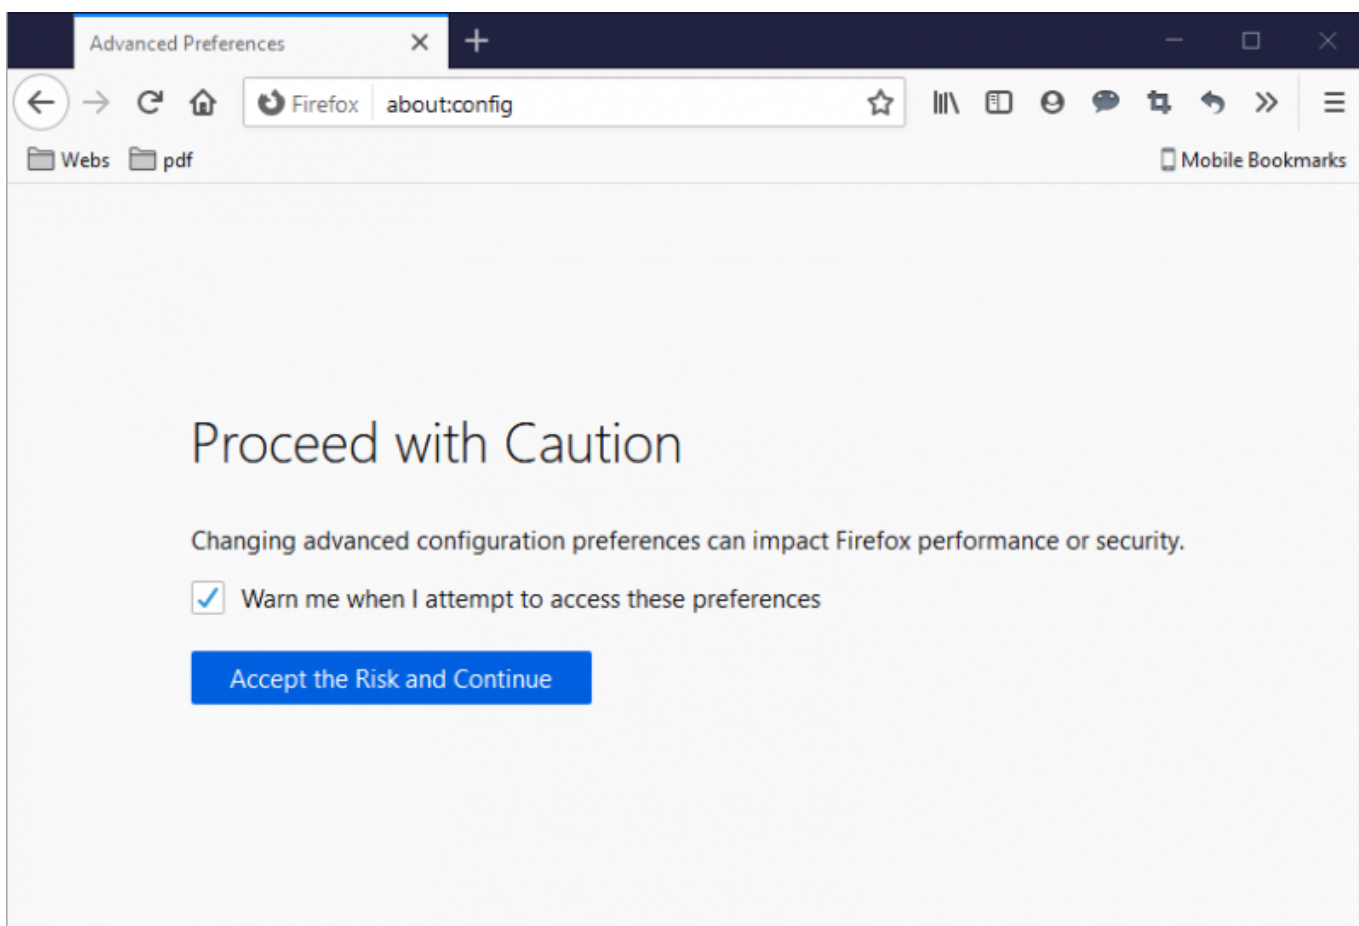 Advanced Preferences
Firefox about:config
Webs pdf Mobile Bookmarks
Proceed with Caution
Changing advanced configuration preferences can impact Firefox performance or security.
Warn me when I attempt to access these preferences
Accept the Risk and Continue